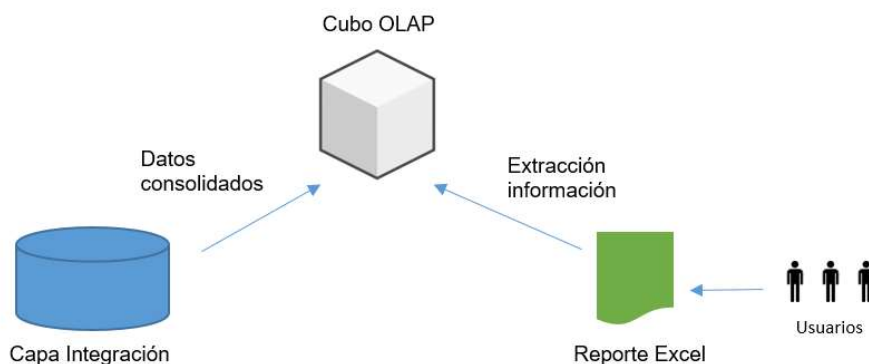 Cubo OLAP
Datos
consolidados
Extracción
información
Usuarios
Capa Integración
Reporte Excel